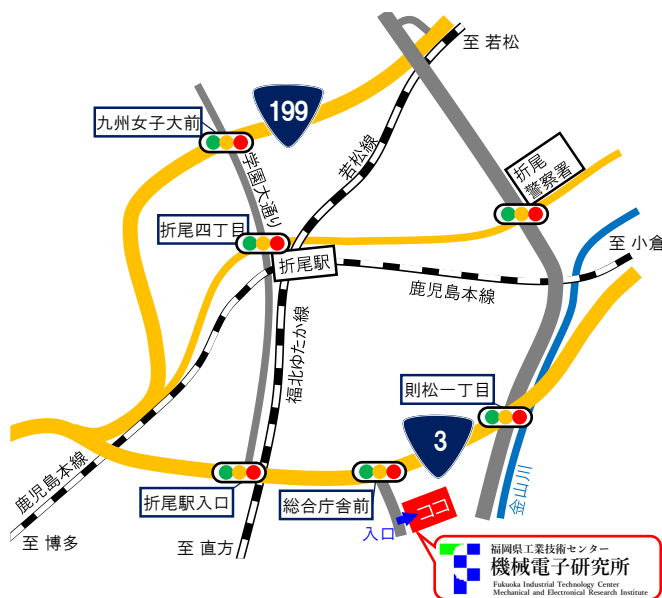 至 若松
199
九州女子大前
若松線
学園大通り
折尾
警察署
折尾四丁目
至 小倉
折尾駅
鹿児島本線
福北ゆたか線
則松一丁目
3
鹿児島本線
折尾駅入口
総合庁舎前
ココ
金山川
入口
至 博多
至 直方
福岡県工業技術センター
機械電子研究所
Fukuoka Industrial Technology Center
Mechanical and Electronical Research Institute